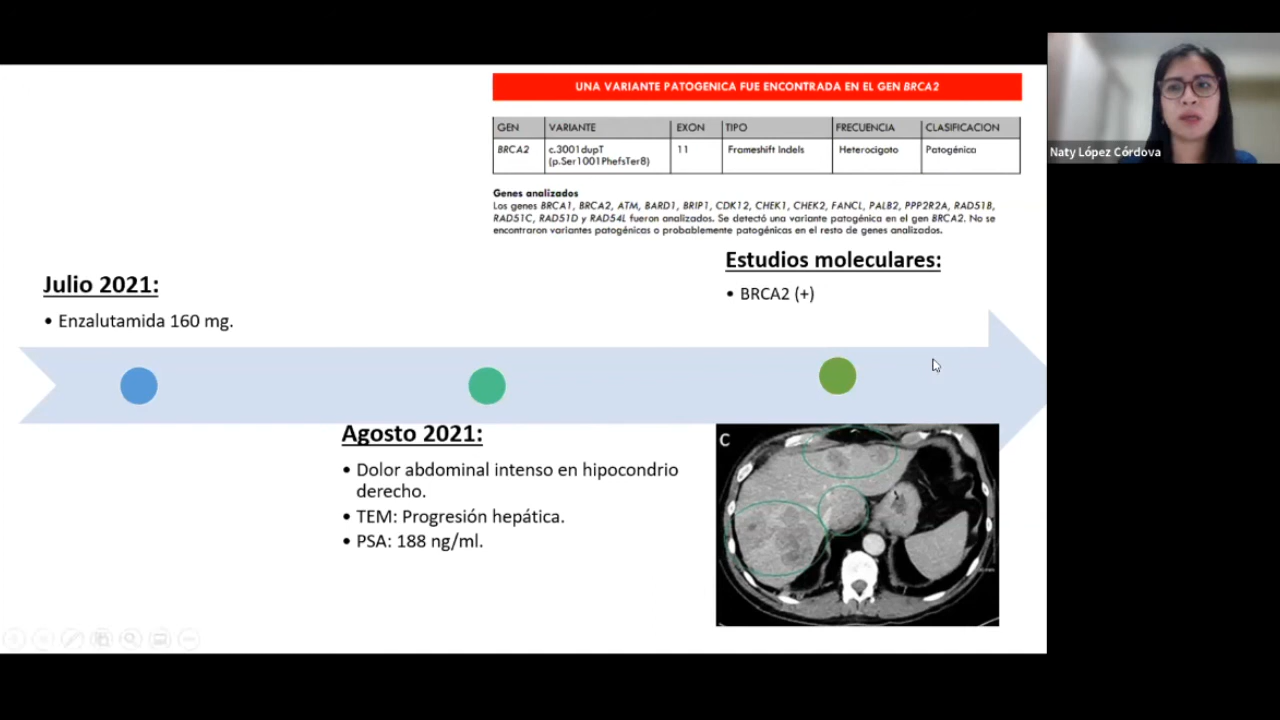 UNA VARIANTE PATOGENICA FUE ENCONTRADA EN EL GEN BRCA2
GEN VARIANTE EXON TIPO FRECUENCIA CLASIFICACION
BRCA2 c.3001dupT 11 Frameshift Indels Heterocigoto Patogénica
(p.Ser1001PhefsTer8)
Genes analizados
Los genes BRCA1, BRCA2, ATM, BARD1, BRIP1, CDK12, CHEK1, CHEK2, FANCL, PALB2, PPP2R2A, RAD51B,
RAD51C, RAD51D y RAD54L fueron analizados. Se detectó una variante patogénica en el gen BRCA2. No se
encontraron variantes patogénicas o probablemente patogénicas en el resto de genes analizados.
Naty López Córdova
Estudios moleculares:
• BRCA2 (+)
Julio 2021:
• Enzalutamida 160 mg.
Agosto 2021:
• Dolor abdominal intenso en hipocondrio
derecho.
• TEM: Progresión hepática.
• PSA: 188 ng/ml.
C